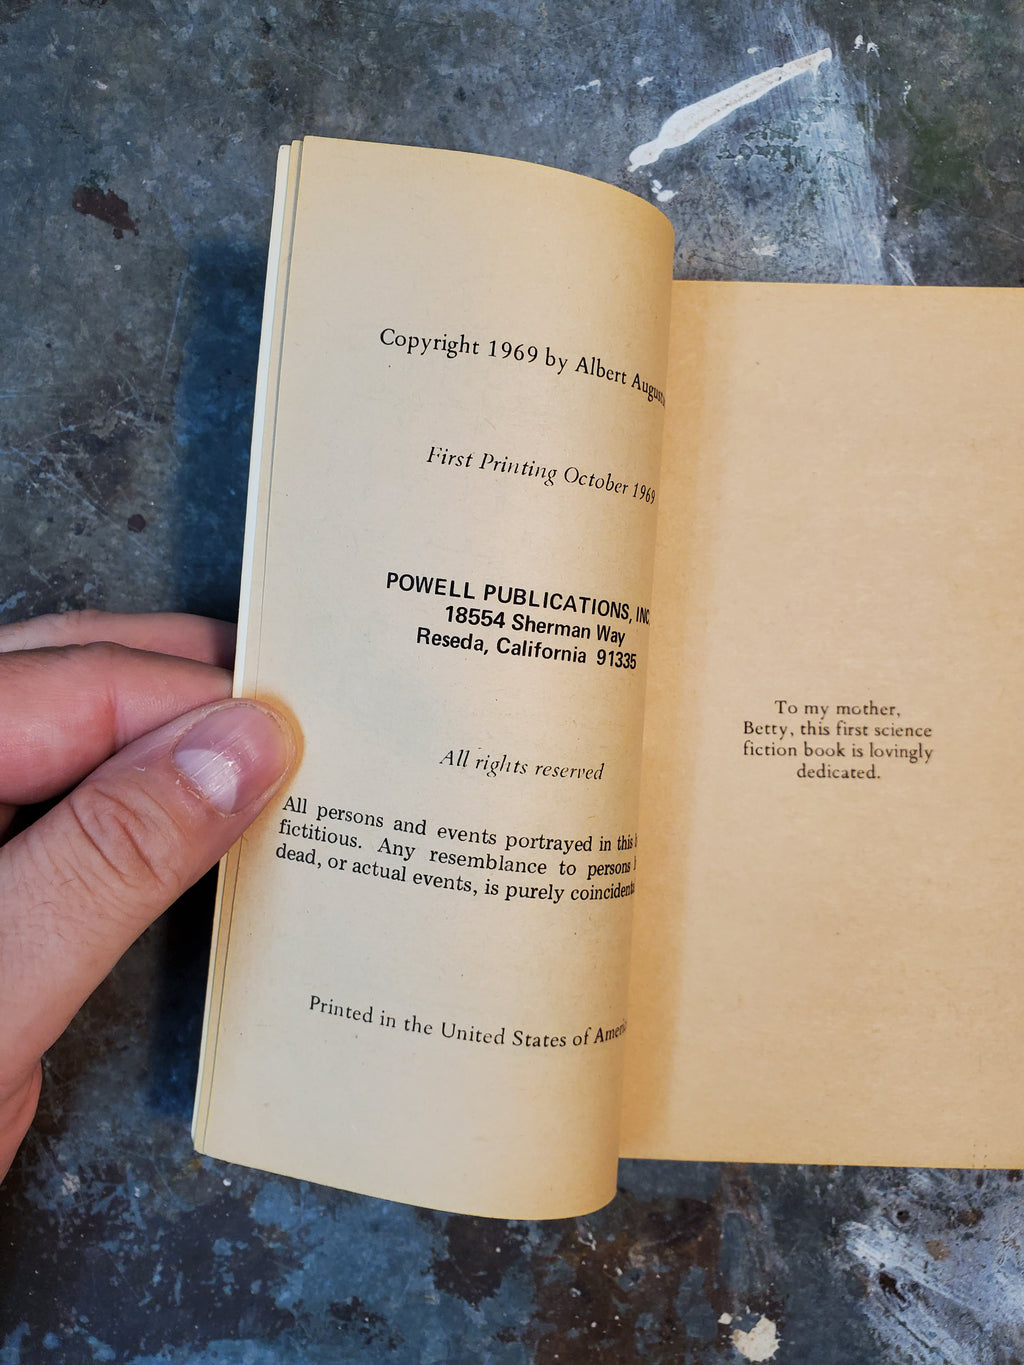 Copyright 1969 by Albert
First Printing October 1969
POWELL PUBLICATIONS, INC
18554 Sherman Way
Reseda, California 91335
All rights reserved
All persons and events portrayed in this
fictitious. Any resemblance to persons
dead, or actual events, is purely
Printed in the United States of
To my mother,
Betty, this first science
fiction book is lovingly
dedicated.